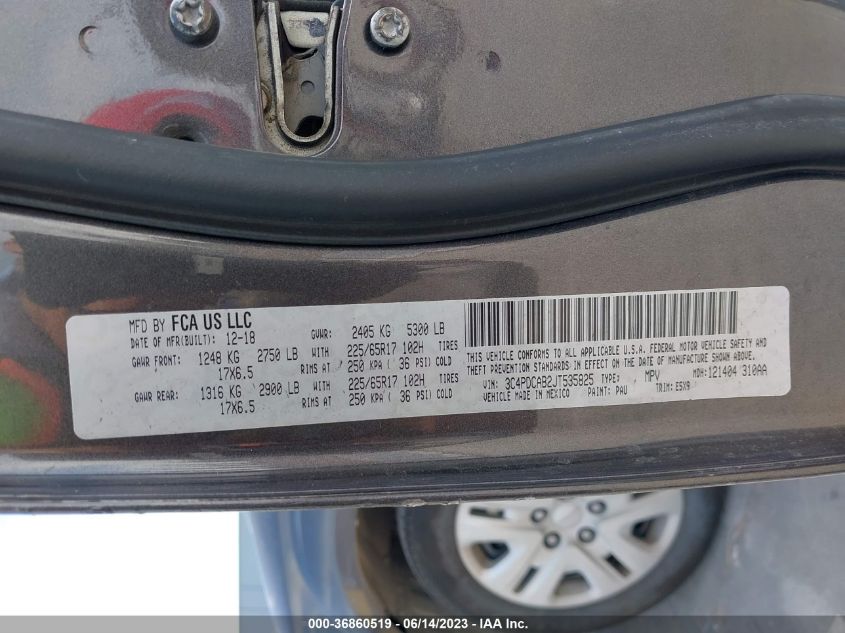 MFD BY FCA US LLC
DATE OF MFR(BUILT): 12-18 GVWR: 2405 KG 5300 LB
GAWR FRONT: 1248 KG 2750 LB WITH 225/65R17 102H TIRES
17X6.5 RIMS AT 250 KPA ( 36 PSI) COLD
GAWR REAR: 1316 KG 2900 LB WITH 225/65R17 102H TIRES
17X6.5 RIMS AT 250 KPA ( 36 PSI) COLD
THIS VEHICLE CONFORMS TO ALL APPLICABLE U.S.A. FEDERAL MOTOR VEHICLE SAFETY AND
THEFT PREVENTION STANDARDS IN EFFECT ON THE DATE OF MANUFACTURE SHOWN ABOVE.
VIN: 3C4PDCAB2JT535825 TYPE: MPV MDH: 121404 310AA
VEHICLE MADE IN MEXICO PAINT: PAU TRIM: E5X9
000-36860519 - 06/14/2023 - IAA Inc.